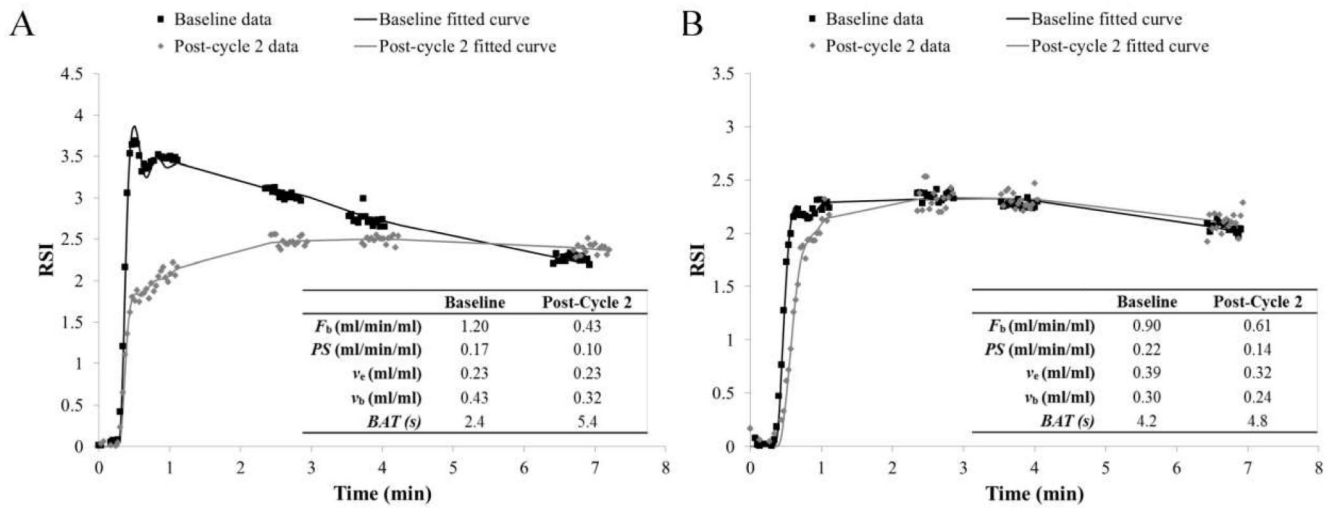 A
Baseline data
Baseline fitted curve
Post-cycle 2 data
Post-cycle 2 fitted curve
4.5
4
3.5
3
2.5
2
1.5
1
0.5
0
RSI
Baseline Post-Cycle 2
Fb (ml/min/ml) 1.20 0.43
PS (ml/min/ml) 0.17 0.10
ve (ml/ml) 0.23 0.23
vb (ml/ml) 0.43 0.32
BAT (s) 2.4 5.4
0 1 2 3 4 5 6 7 8
Time (min)
B
Baseline data
Baseline fitted curve
Post-cycle 2 data
Post-cycle 2 fitted curve
3.5
3
2.5
2
1.5
1
0.5
0
RSI
Baseline Post-Cycle 2
Fb (ml/min/ml) 0.90 0.61
PS (ml/min/ml) 0.22 0.14
ve (ml/ml) 0.39 0.32
vb (ml/ml) 0.30 0.24
BAT (s) 4.2 4.8
0 1 2 3 4 5 6 7 8
Time (min)